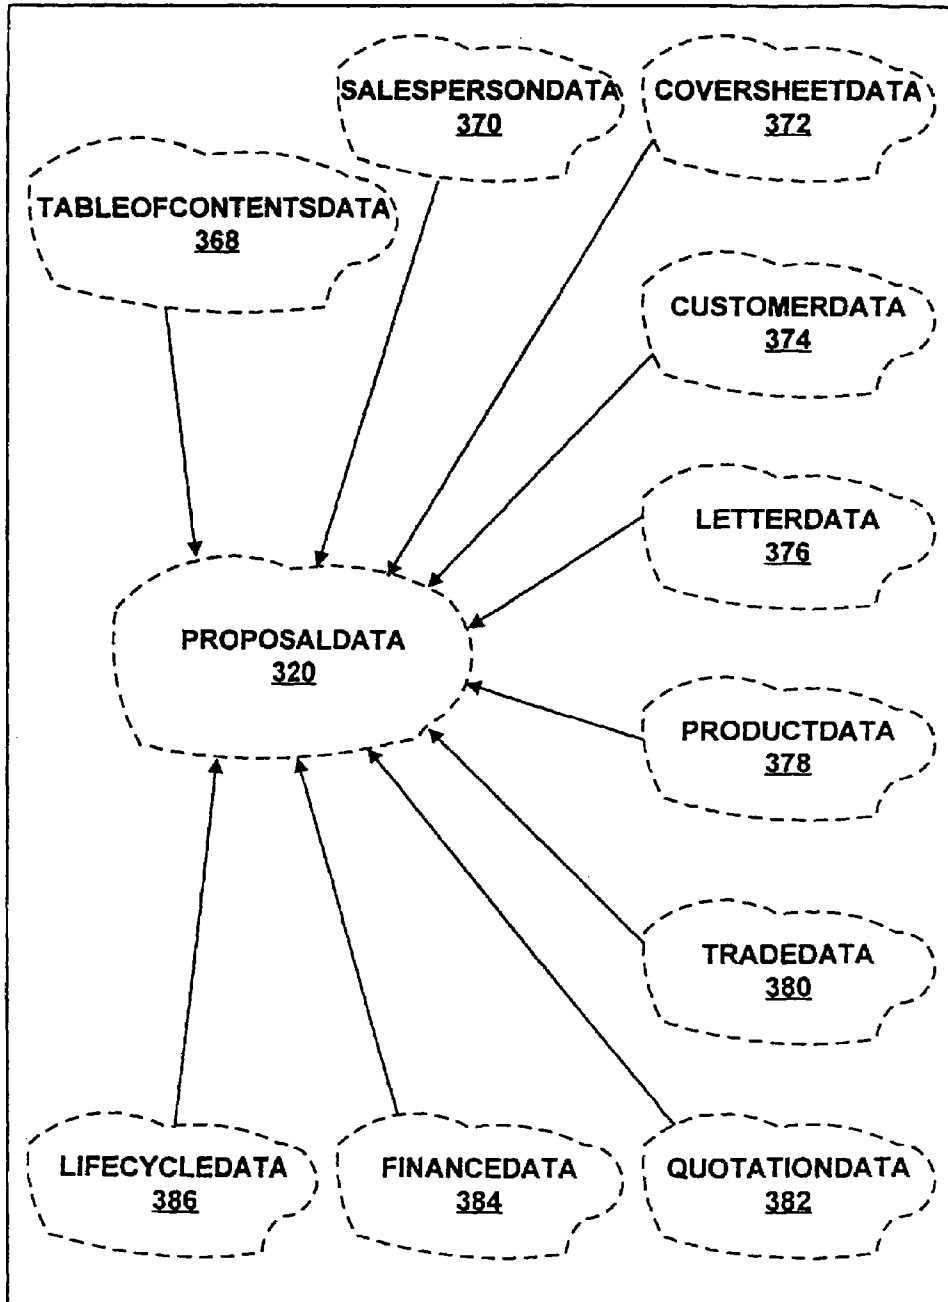 SALESPERSONDATA
370
COVERSHEETDATA
372
TABLEOFCONTENTSDATA
368
CUSTOMERDATA
374
LETTERDATA
376
PROPOSALDATA
320
PRODUCTDATA
378
TRADEDATA
380
LIFECYCLEDATA
386
FINANCEDATA
384
QUOTATIONDATA
382